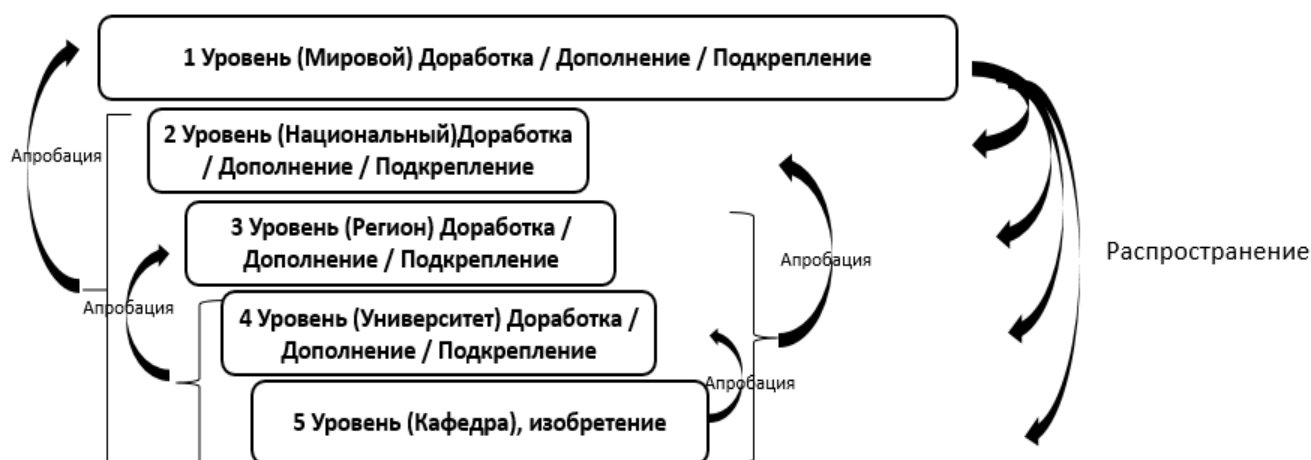 1 Уровень (Мировой) Доработка / Дополнение / Подкрепление
Апробация
2 Уровень (Национальный)Доработка
/ Дополнение / Подкрепление
3 Уровень (Регион) Доработка /
Дополнение / Подкрепление
Апробация
Распространение
Апробация
4 Уровень (Университет) Доработка /
Дополнение / Подкрепление
Апробация
5 Уровень (Кафедра), изобретение